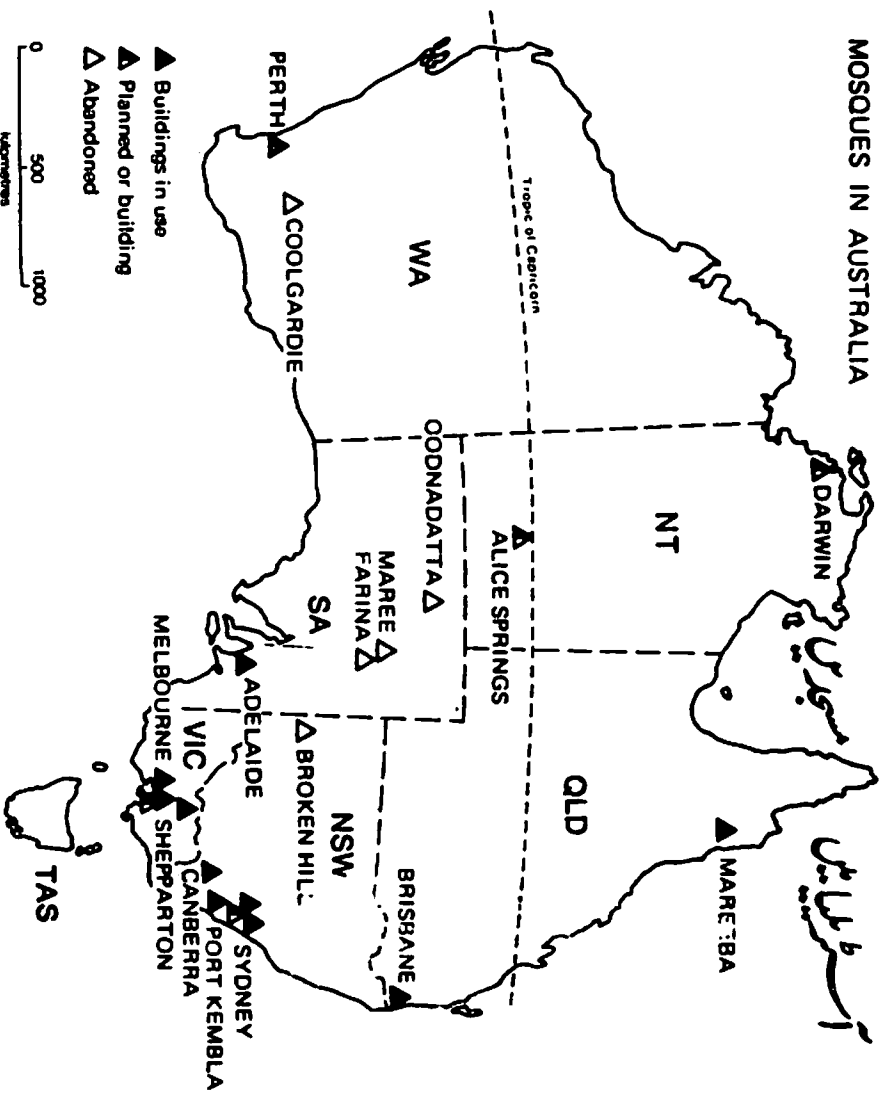 MOSQUES IN AUSTRALIA
میں مسجدیں
DARWIN
NT
MAREEBA
QLD
Tropic of Capricorn
ALICE SPRINGS
WA
OODNADATTA
BRISBANE
MAREE
FARINA
SA
NSW
COOLGARDIE
BROKEN HILL
PERTH
ADELAIDE
SYDNEY
PORT KEMBLA
VIC
CANBERRA
MELBOURNE
SHEPPARTON
TAS
Buildings in use
Planned or building
Abandoned
0 500 1000
kilometres